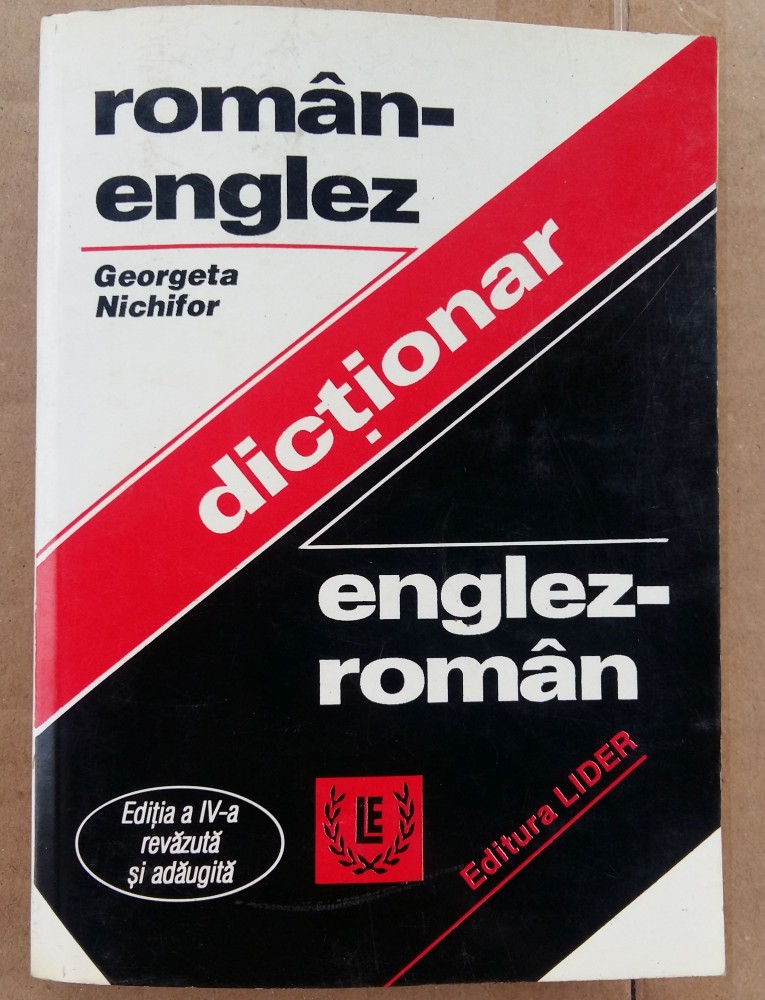 român-
englez
Georgeta
Nichifor
dicționar
englez-
român
Ediția a IV-a
revăzută
și adăugită
LE
Editura LIDER